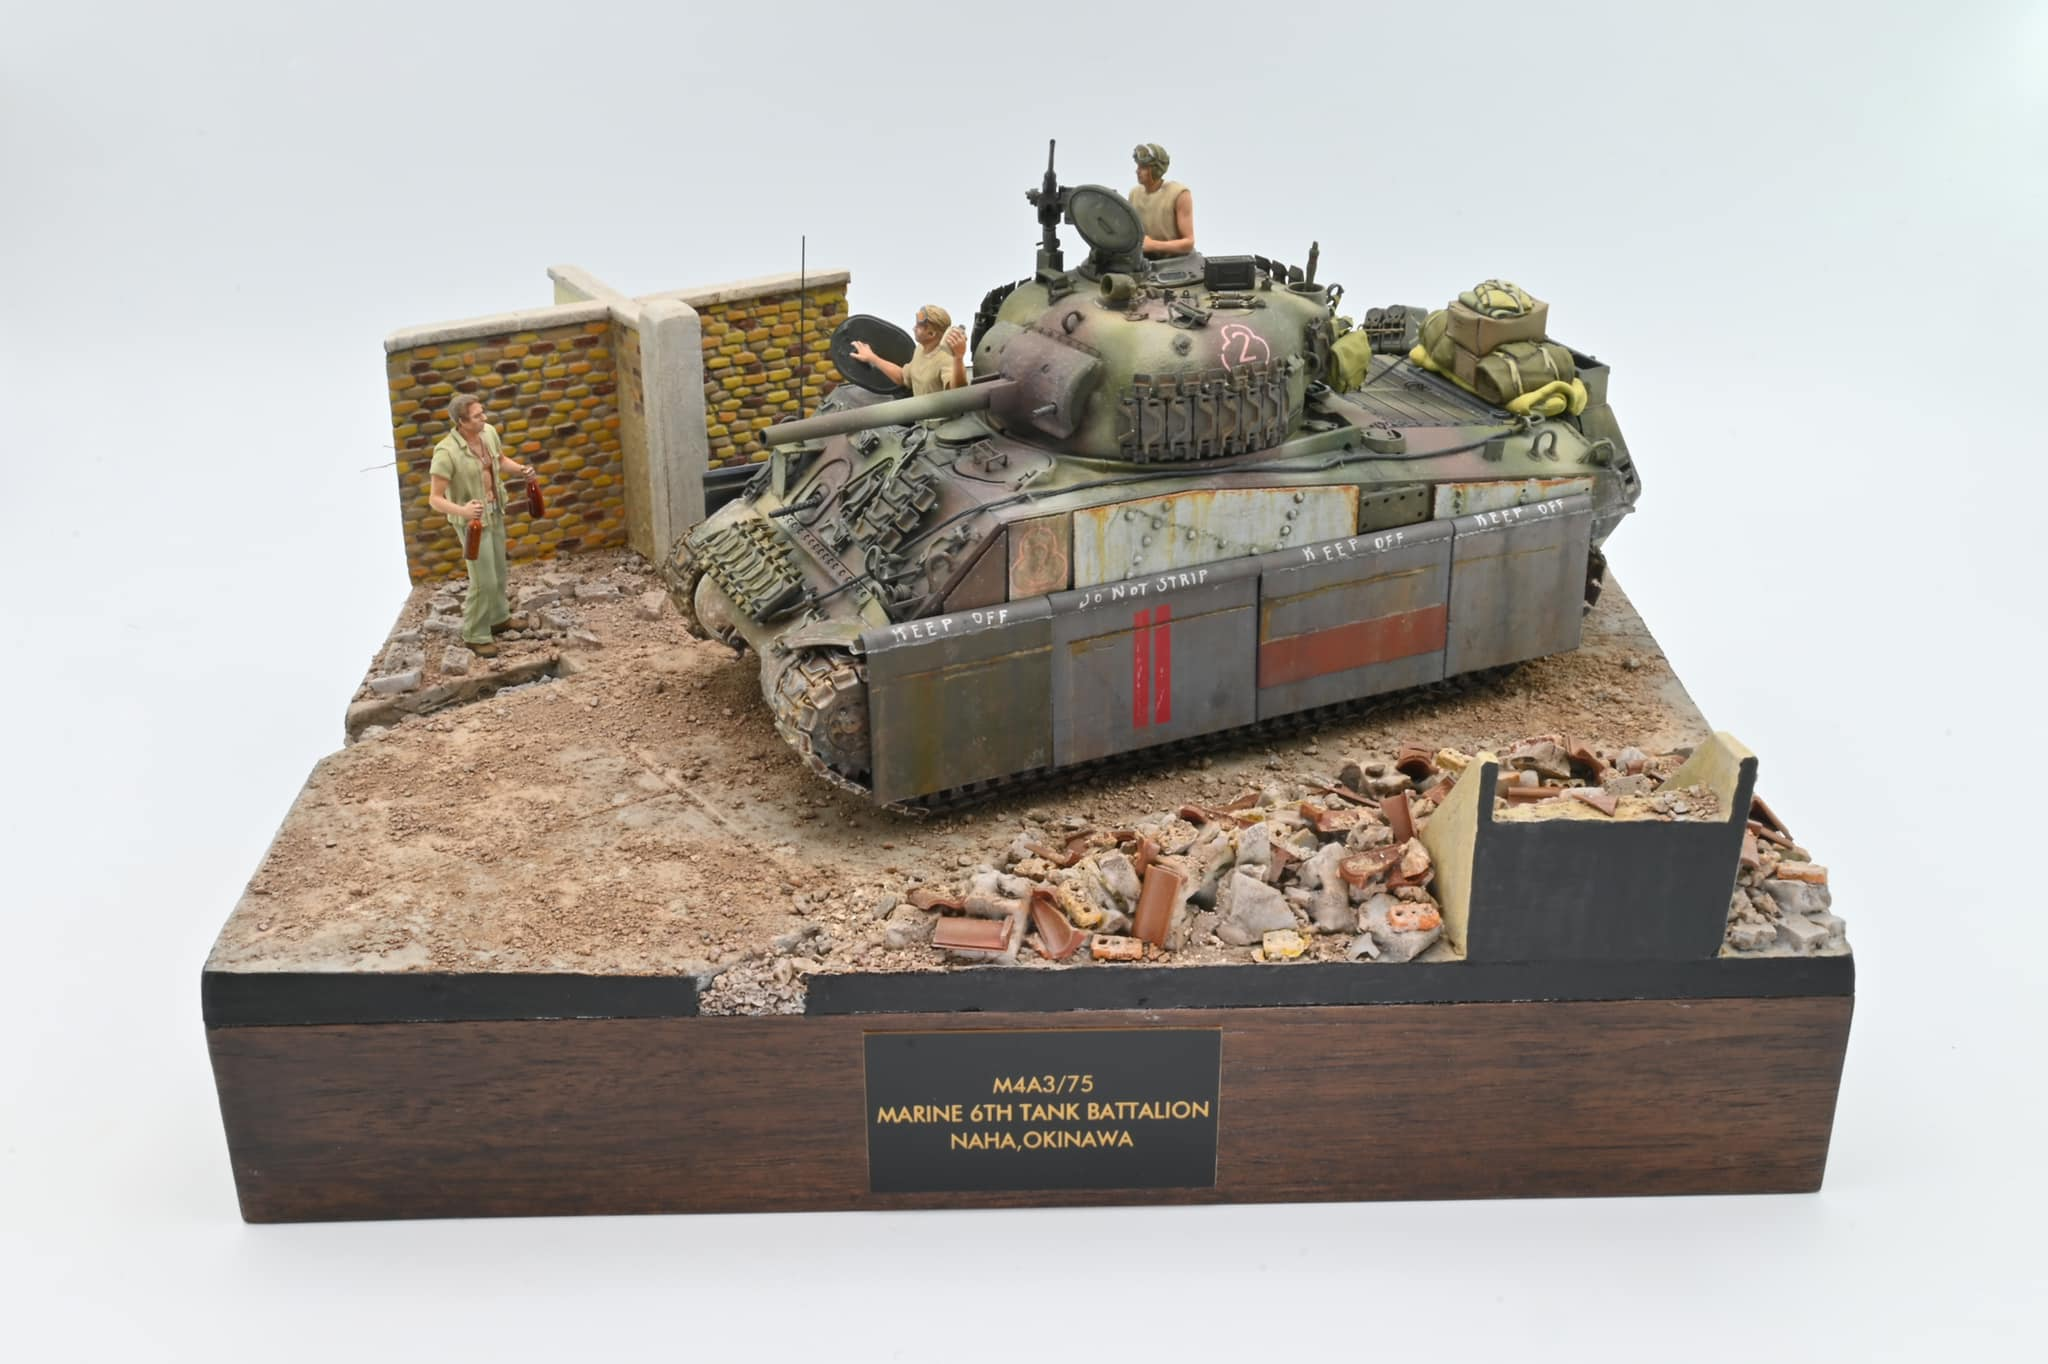 2
KEEP OFF
KEEP OFF
DO NOT STRIP
KEEP OFF
M4A3/75
MARINE 6TH TANK BATTALION
NAHA,OKINAWA